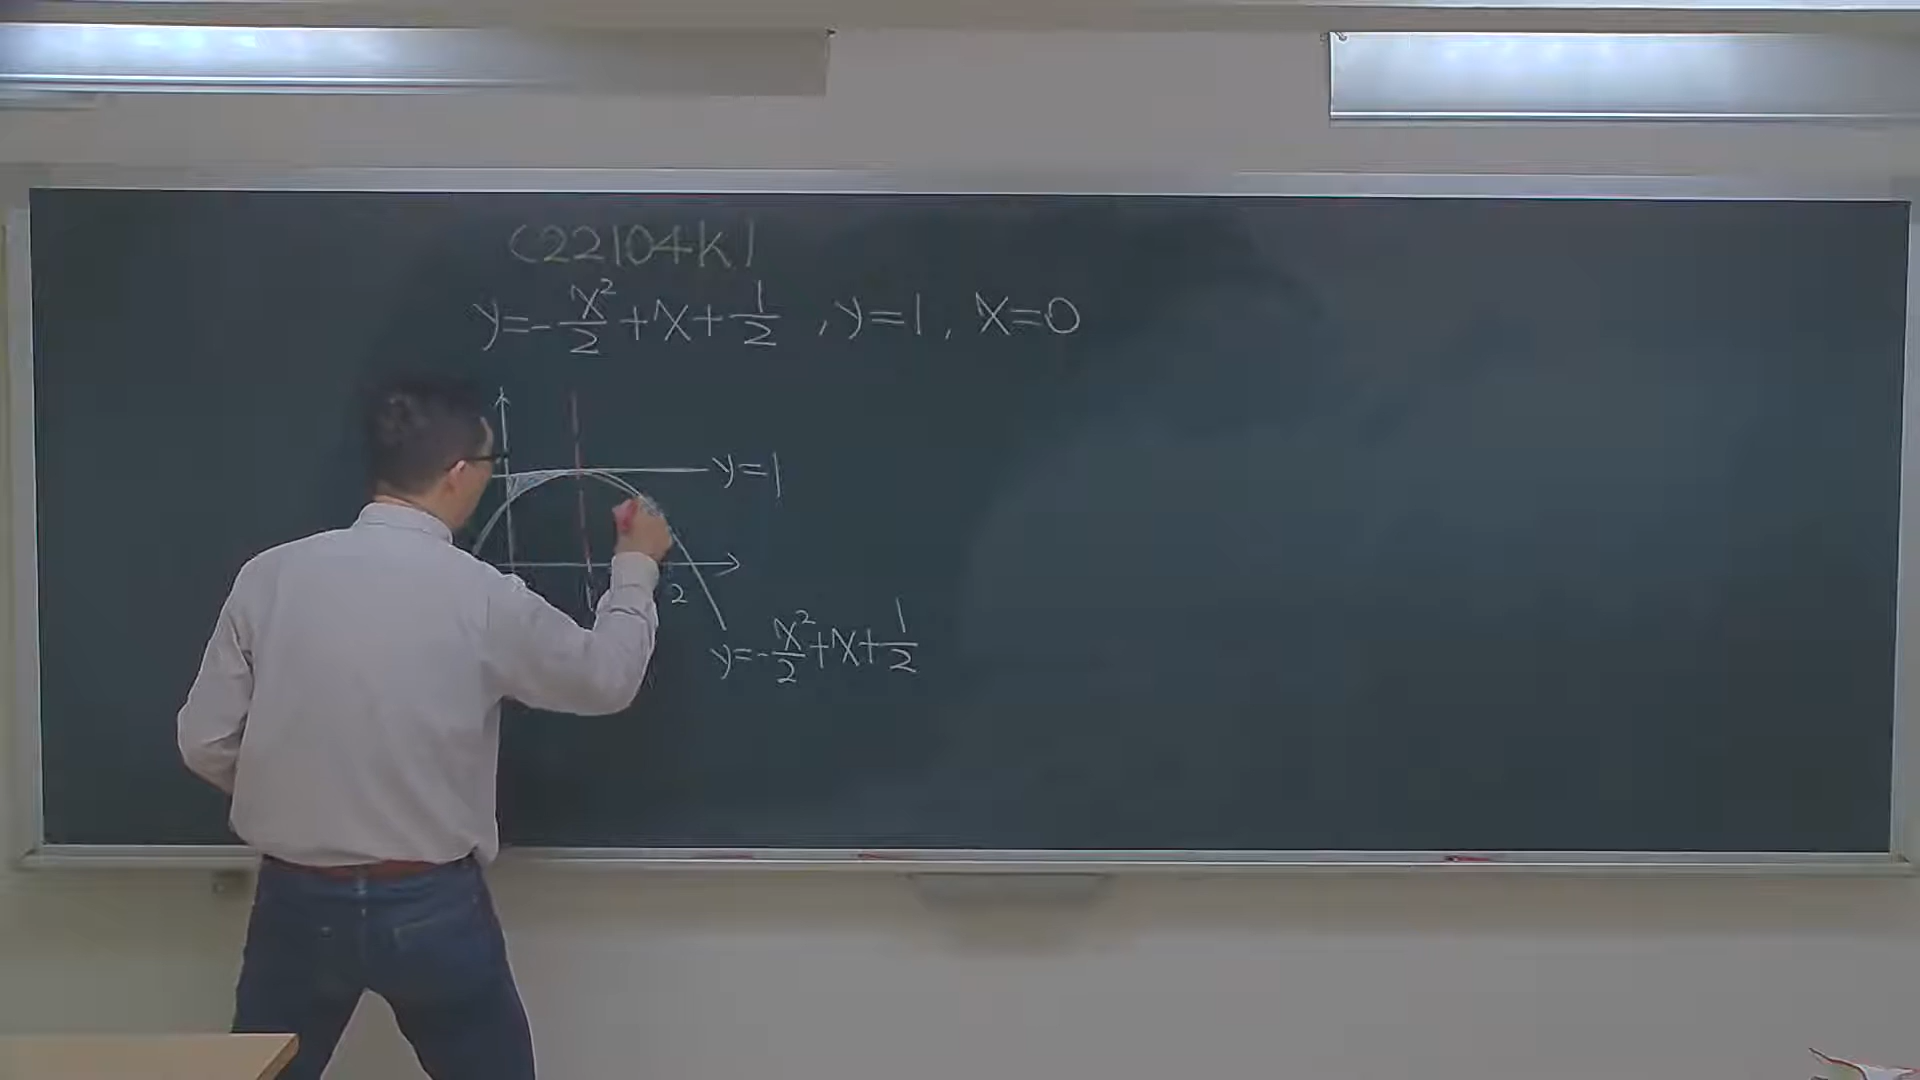 (22104K)
y=-x²/2+x+1/2 , y=1, x=0
y=1
2
y=-x²/2+x+1/2